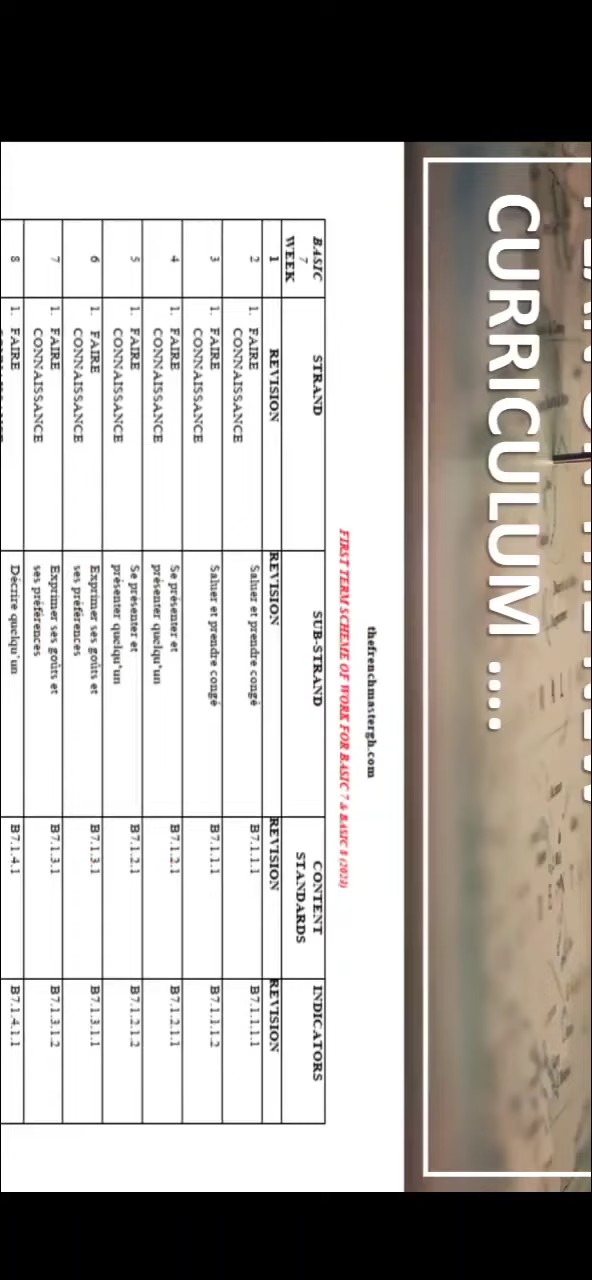 CURRICULUM ....
thefrenchmastergh.com
FIRST TERM SCHEME OF WORK FOR BASIC 7 & BASIC 8 (2023)
BASIC 7 WEEK STRAND SUB-STRAND CONTENT STANDARDS INDICATORS
1 REVISION REVISION REVISION REVISION
2 1. FAIRE CONNAISSANCE Saluer et prendre congé B7.1.1.1 B7.1.1.1.1
3 1. FAIRE CONNAISSANCE Saluer et prendre congé B7.1.1.1 B7.1.1.1.2
4 1. FAIRE CONNAISSANCE Se présenter et présenter quelqu'un B7.1.2.1 B7.1.2.1.1
5 1. FAIRE CONNAISSANCE Se présenter et présenter quelqu'un B7.1.2.1 B7.1.2.1.2
6 1. FAIRE CONNAISSANCE Exprimer ses goûts et ses préférences B7.1.3.1 B7.1.3.1.1
7 1. FAIRE CONNAISSANCE Exprimer ses goûts et ses préférences B7.1.3.1 B7.1.3.1.2
8 1. FAIRE Décrire quelqu'un B7.1.4.1 B7.1.4.1.1